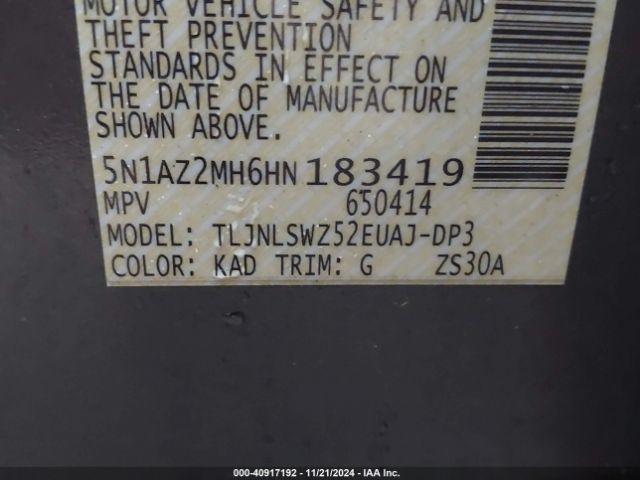 MOTOR VEHICLE SAFETY AND
THEFT PREVENTION
STANDARDS IN EFFECT ON
THE DATE OF MANUFACTURE
SHOWN ABOVE.
5N1AZ2MH6HN183419
MPV 650414
MODEL: TLJNLSWZ52EUAJ-DP3
COLOR: KAD TRIM: G ZS30A
000-40917192 - 11/21/2024 - IAA Inc.